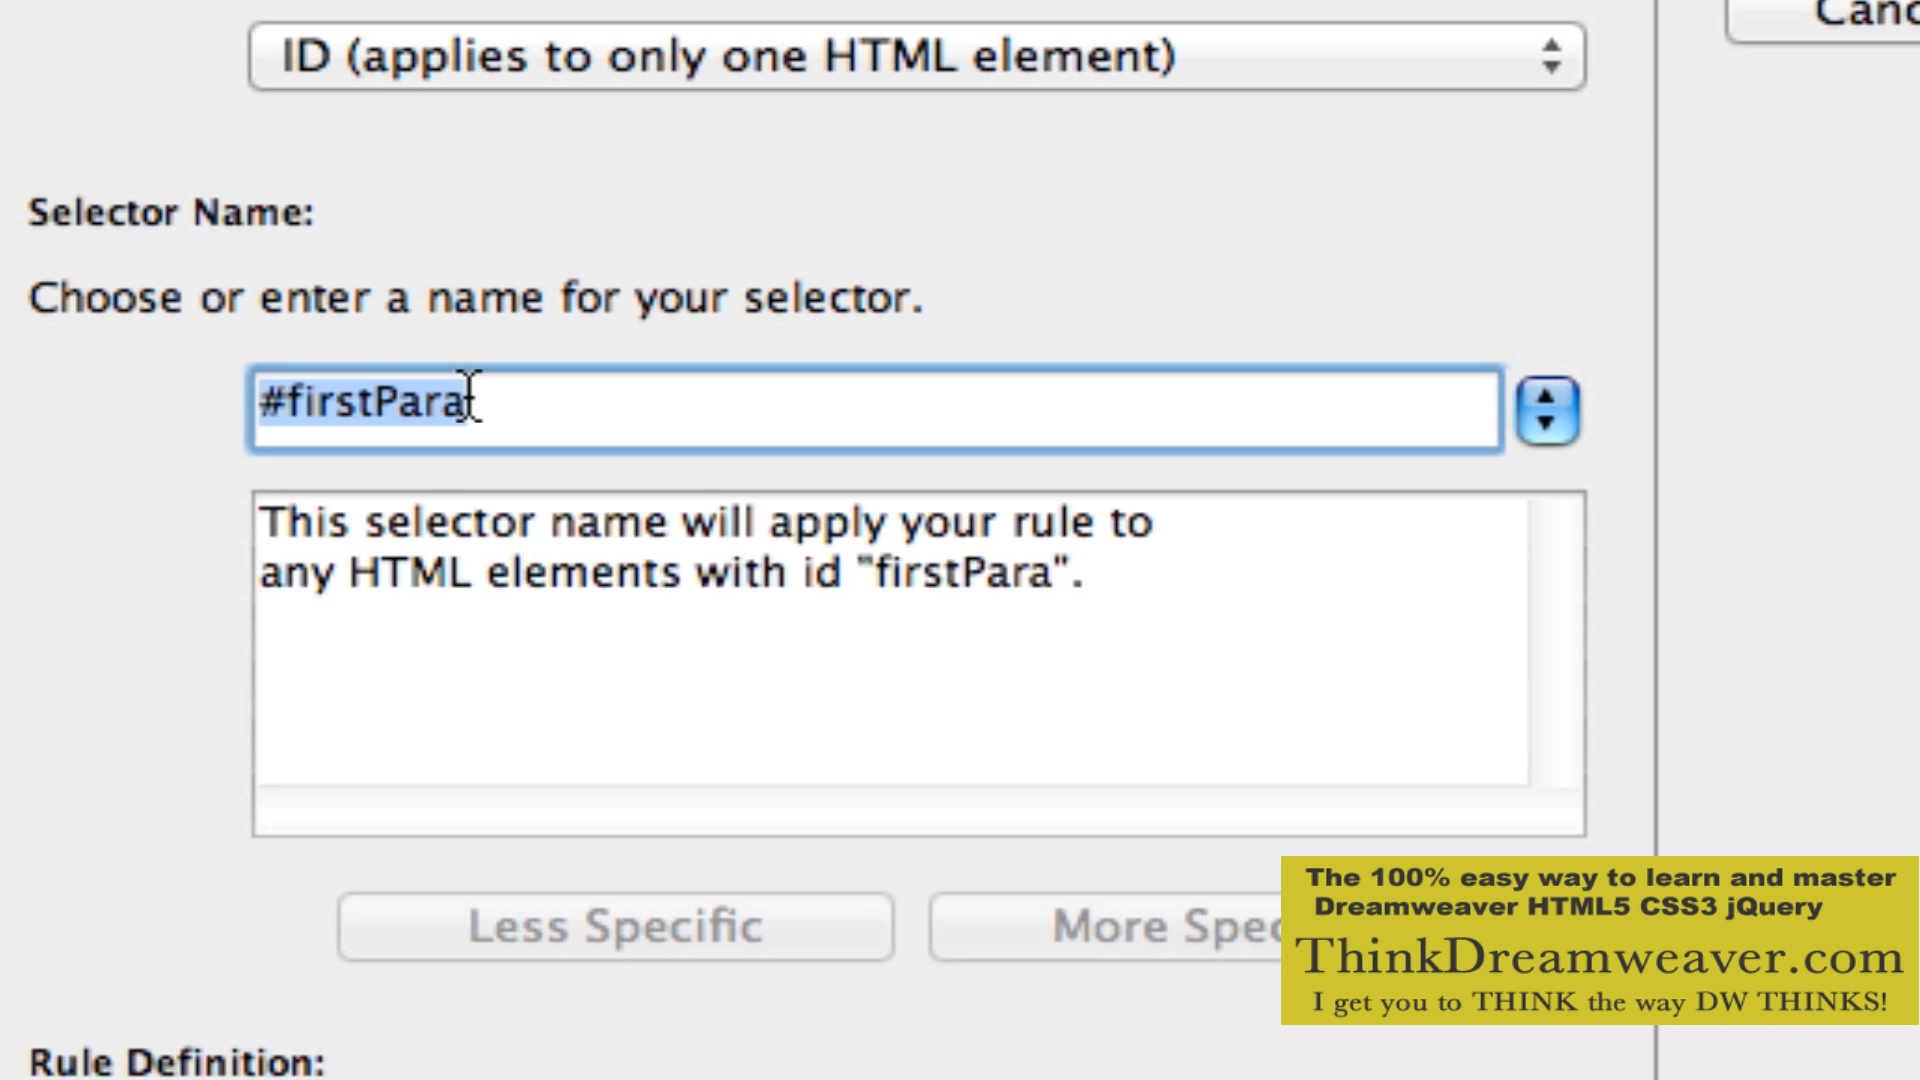 Canc
ID (applies to only one HTML element)
Selector Name:
Choose or enter a name for your selector.
#firstPara
This selector name will apply your rule to
any HTML elements with id "firstPara".
Less Specific
More Spec
The 100% easy way to learn and master
Dreamweaver HTML5 CSS3 jQuery
ThinkDreamweaver.com
I get you to THINK the way DW THINKS!
Rule Definition: